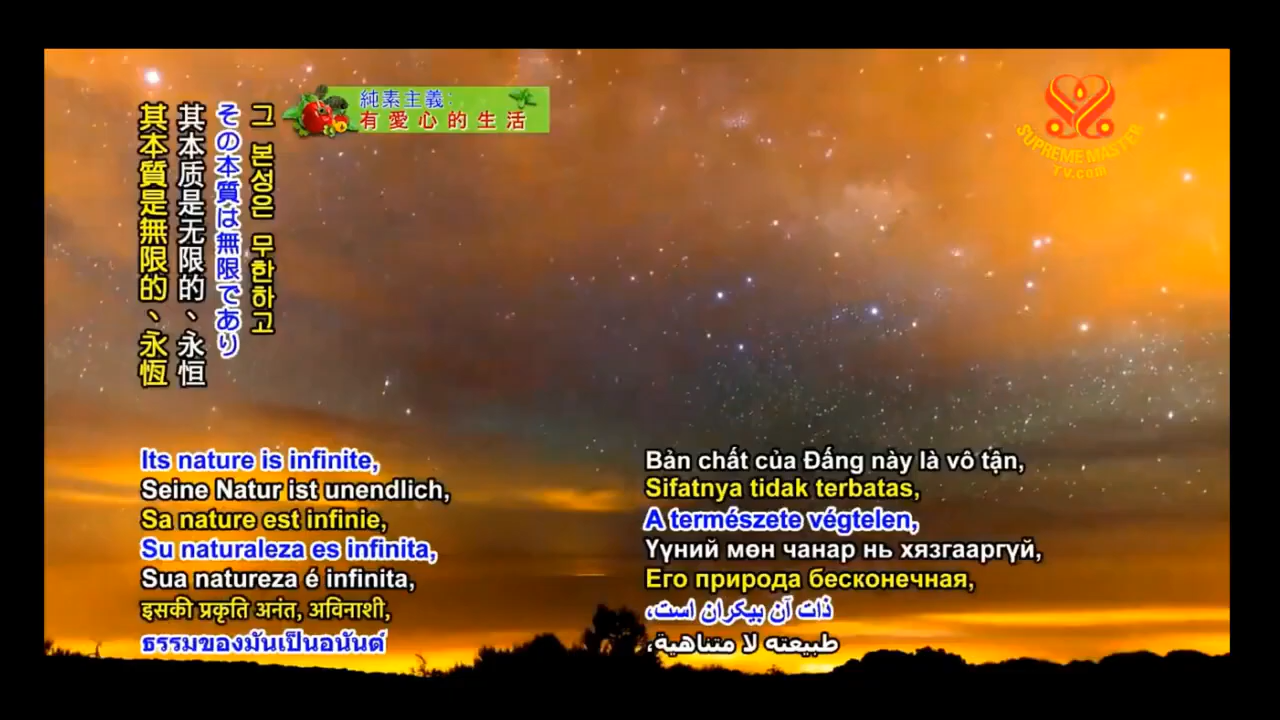 純素主義:
有愛心的生活
SUPREME MASTER
TV.com
그 본성은 무한하고
その本質は無限であり
其本质是无限的、永恒
其本質是無限的、永恆
Its nature is infinite,
Seine Natur ist unendlich,
Sa nature est infinie,
Su naturaleza es infinita,
Sua natureza é infinita,
इसकी प्रकृति अनंत, अविनाशी,
ธรรมของมันเป็นอนันต์
Bản chất của Đấng này là vô tận,
Sifatnya tidak terbatas,
A természete végtelen,
Үүний мөн чанар нь хязгааргүй,
Его природа бесконечная,
ذات آن بیکران است،
طبيعته لا متناهية،